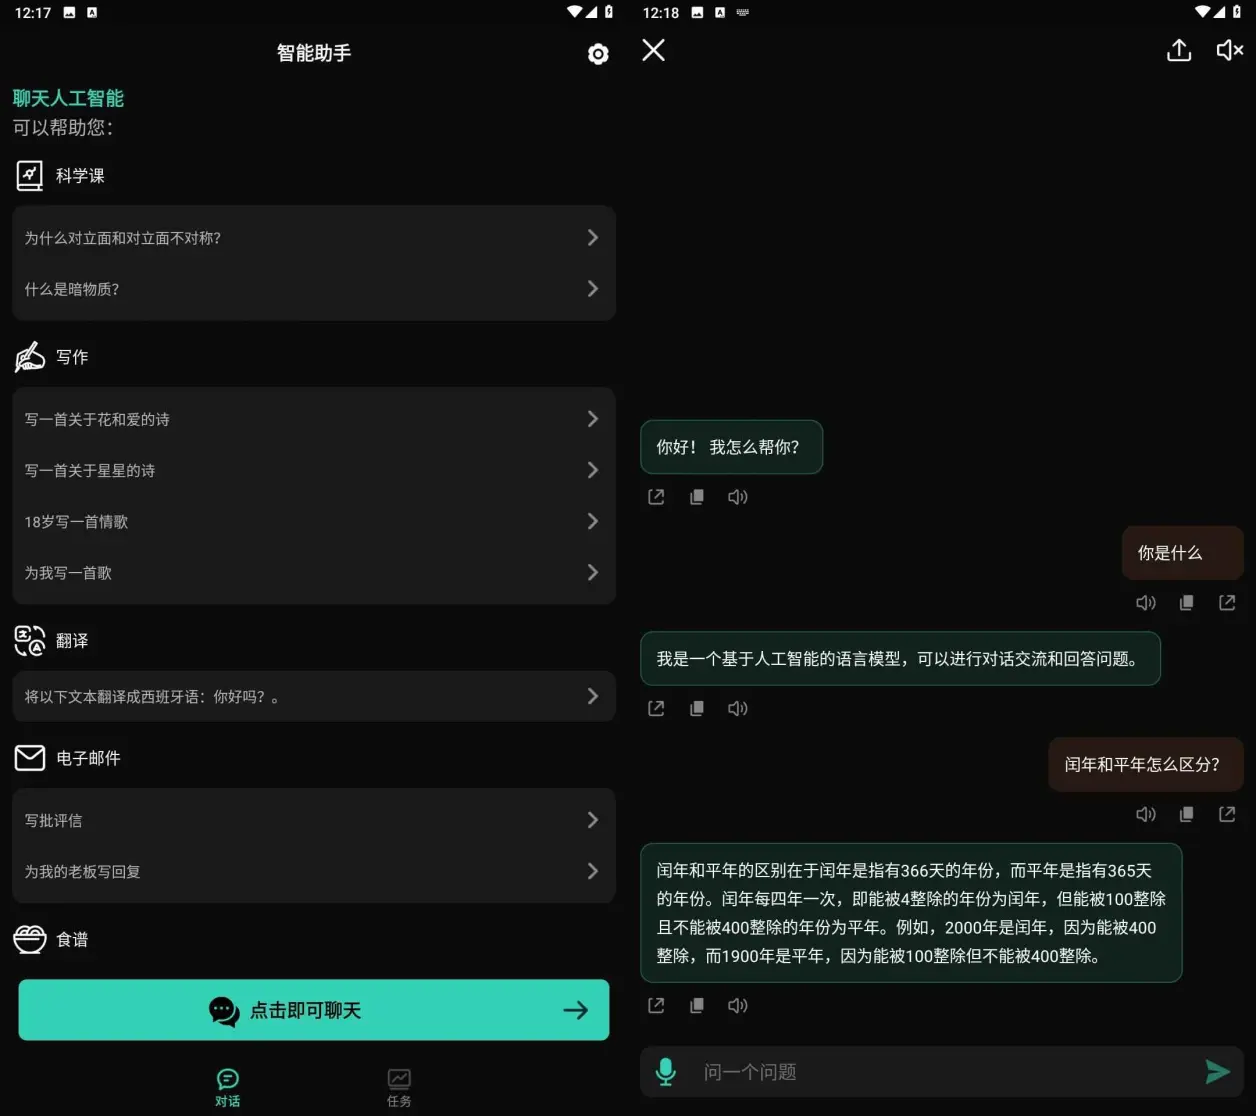 12:17
智能助手
聊天人工智能
可以帮助您：
科学课
为什么对立面和对立面不对称？
什么是暗物质？
写作
写一首关于花和爱的诗
写一首关于星星的诗
18岁写一首情歌
为我写一首歌
翻译
将以下文本翻译成西班牙语：你好吗？。
电子邮件
写批评信
为我的老板写回复
食谱
点击即可聊天
对话
任务
12:18
你好！ 我怎么帮你？
你是什么
我是一个基于人工智能的语言模型，可以进行对话交流和回答问题。
闰年和平年怎么区分？
闰年和平年的区别在于闰年是指有366天的年份，而平年是指有365天
的年份。闰年每四年一次，即能被4整除的年份为闰年，但能被100整除
且不能被400整除的年份为平年。例如，2000年是闰年，因为能被400
整除，而1900年是平年，因为能被100整除但不能被400整除。
问一个问题